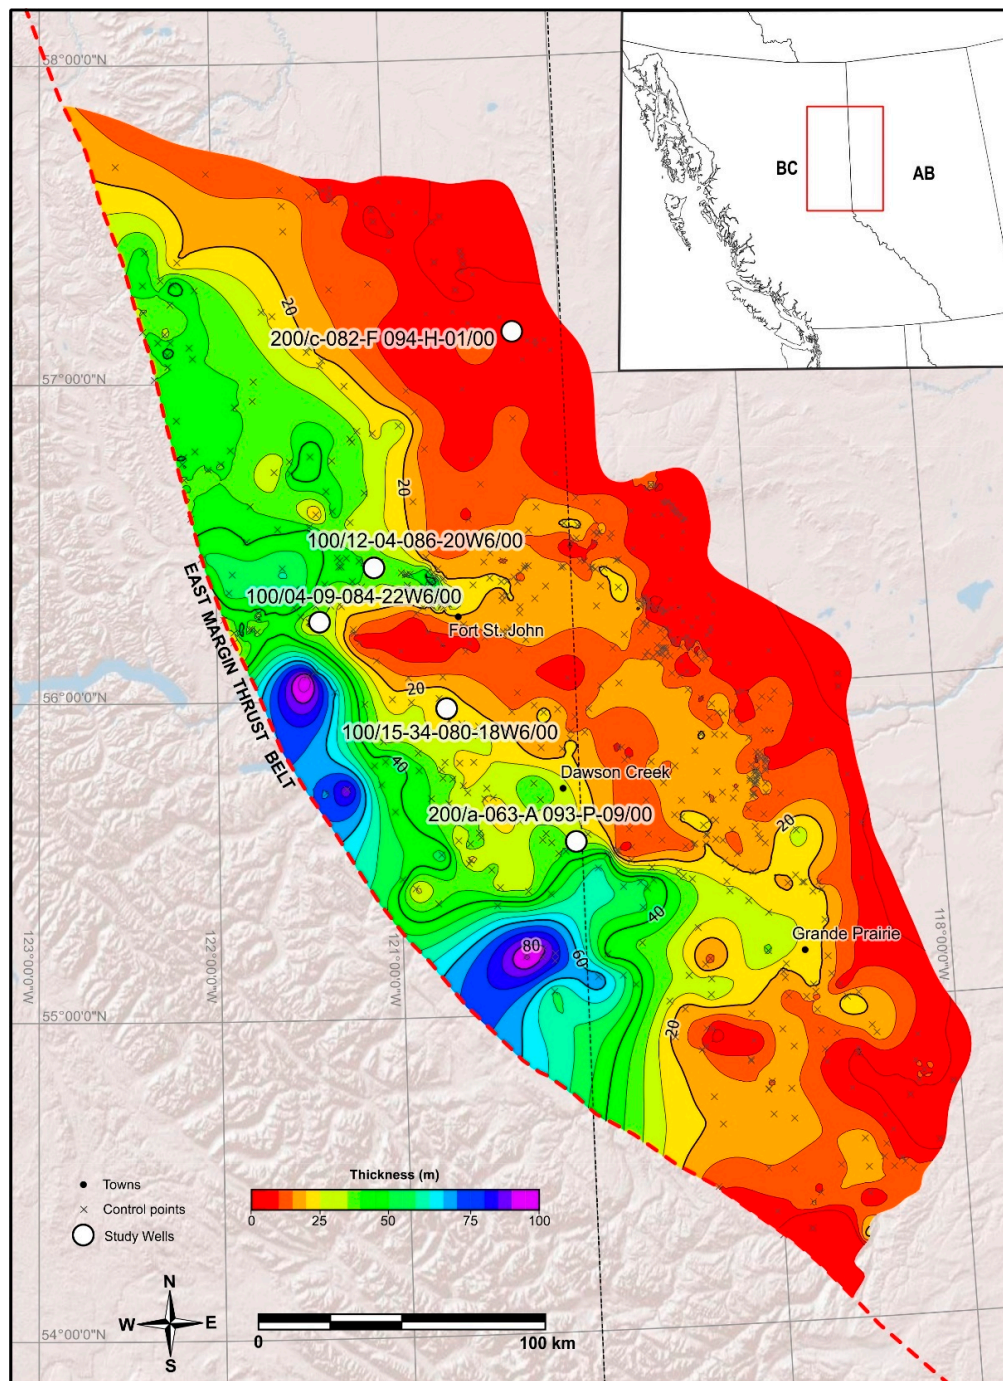 58°00'0"N
BC
AB
20
200/c-082-F 094-H-01/00
57°00'0"N
20
100/12-04-086-20W6/00
100/04-09-084-22W6/00
Fort St. John
EAST MARGIN THRUST BELT
56°00'0"N
20
100/15-34-080-18W6/00
40
Dawson Creek
200/a-063-A 093-P-09/00
20
40
123°00'0"W
122°00'0"W
121°00'0"W
118°00'0"W
Grande Prairie
80
60
55°00'0"N
20
Thickness (m)
0 25 50 75 100
Towns
Control points
Study Wells
N
W E
S
0 100 km
54°00'0"N